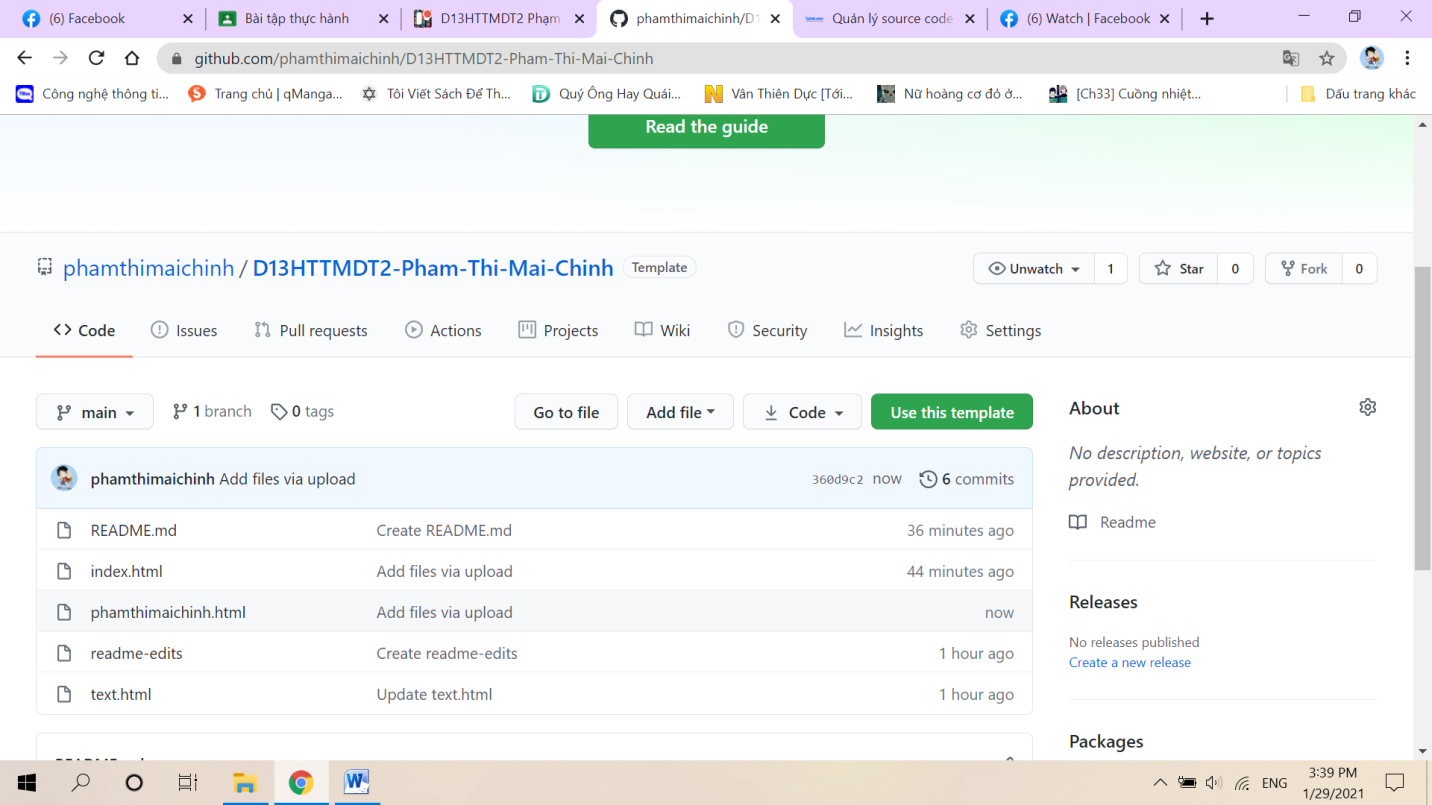 (6) Facebook
Bài tập thực hành
D13HTTMDT2 Phạm
phamthimaichinh/D1
Quản lý source code
(6) Watch | Facebook
github.com/phamthimaichinh/D13HTTMDT2-Pham-Thi-Mai-Chinh
Công nghệ thông ti...
Trang chủ | qManga...
Tôi Viết Sách Để Th...
Quý Ông Hay Quái...
Vân Thiên Dực [Tới...
Nữ hoàng cơ đỏ ở...
[Ch33] Cuồng nhiệt...
Dấu trang khác
Read the guide
phamthimaichinh / D13HTTMDT2-Pham-Thi-Mai-Chinh Template
Unwatch 1 Star 0 Fork 0
Code Issues Pull requests Actions Projects Wiki Security Insights Settings
main 1 branch 0 tags Go to file Add file Code Use this template
phamthimaichinh Add files via upload 360d9c2 now 6 commits
README.md Create README.md 36 minutes ago
index.html Add files via upload 44 minutes ago
phamthimaichinh.html Add files via upload now
readme-edits Create readme-edits 1 hour ago
text.html Update text.html 1 hour ago
About
No description, website, or topics
provided.
Readme
Releases
No releases published
Create a new release
Packages
ENG
3:39 PM
1/29/2021